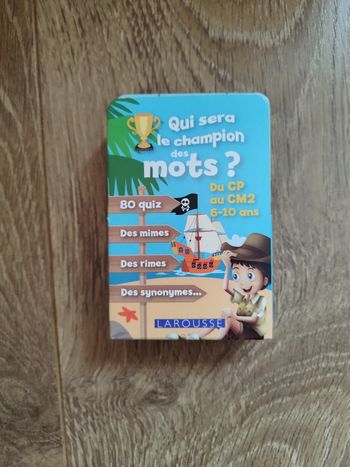 Qui sera
le champion
des
mots ?
Du CP
au CM2
6-10 ans
80 quiz
Des mimes
Des rimes
Des synonymes...
LAROUSSE